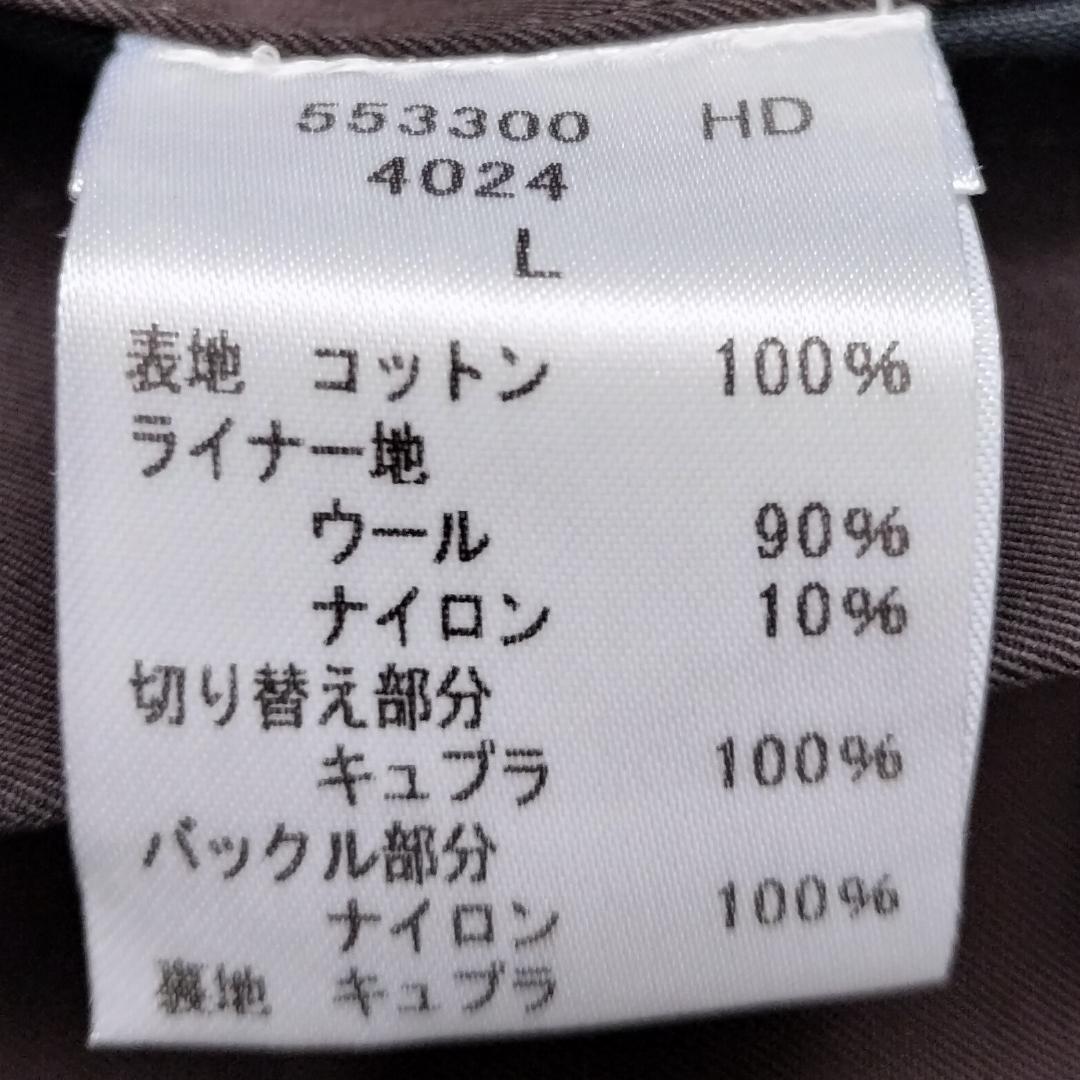 553300 HD
4024
L
表地 コットン 100%
ライナー地
ウール 90%
ナイロン 10%
切り替え部分
キュプラ 100%
バックル部分
ナイロン 100%
裏地 キュプラ